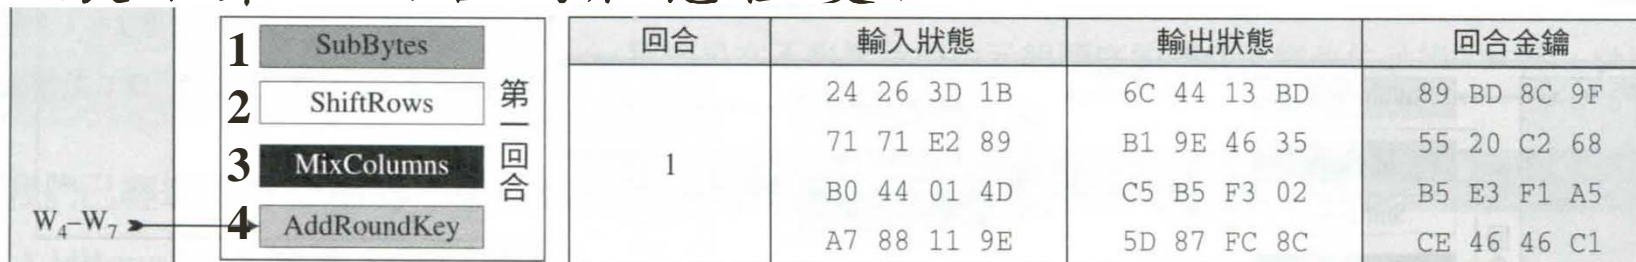 1 SubBytes
2 ShiftRows
3 MixColumns
4 AddRoundKey
第一回合
W4–W7
回合 輸入狀態 輸出狀態 回合金鑰
1
24 26 3D 1B 6C 44 13 BD 89 BD 8C 9F
71 71 E2 89 B1 9E 46 35 55 20 C2 68
B0 44 01 4D C5 B5 F3 02 B5 E3 F1 A5
A7 88 11 9E 5D 87 FC 8C CE 46 46 C1